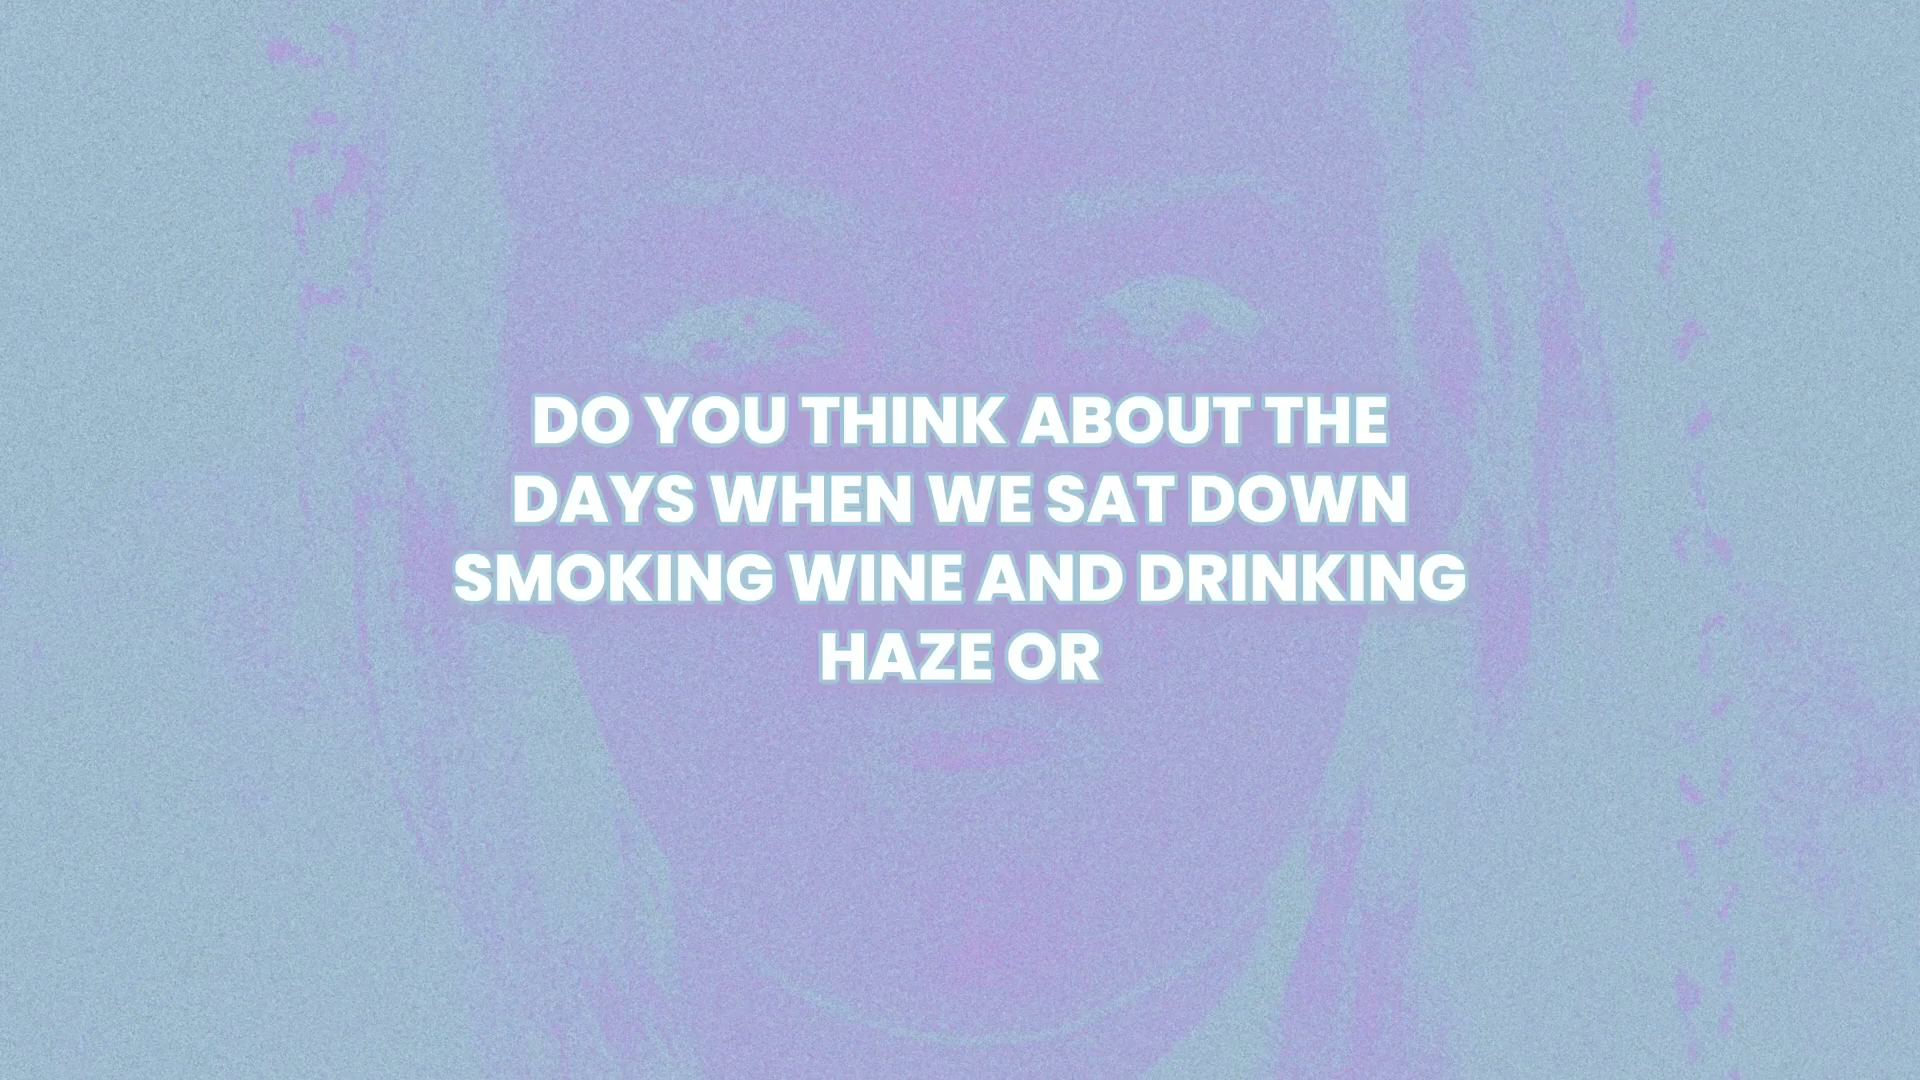 DO YOU THINK ABOUT THE
DAYS WHEN WE SAT DOWN
SMOKING WINE AND DRINKING
HAZE OR